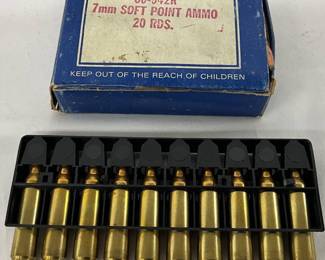 7mm SOFT POINT AMMO
20 RDS.
KEEP OUT OF THE REACH OF CHILDREN